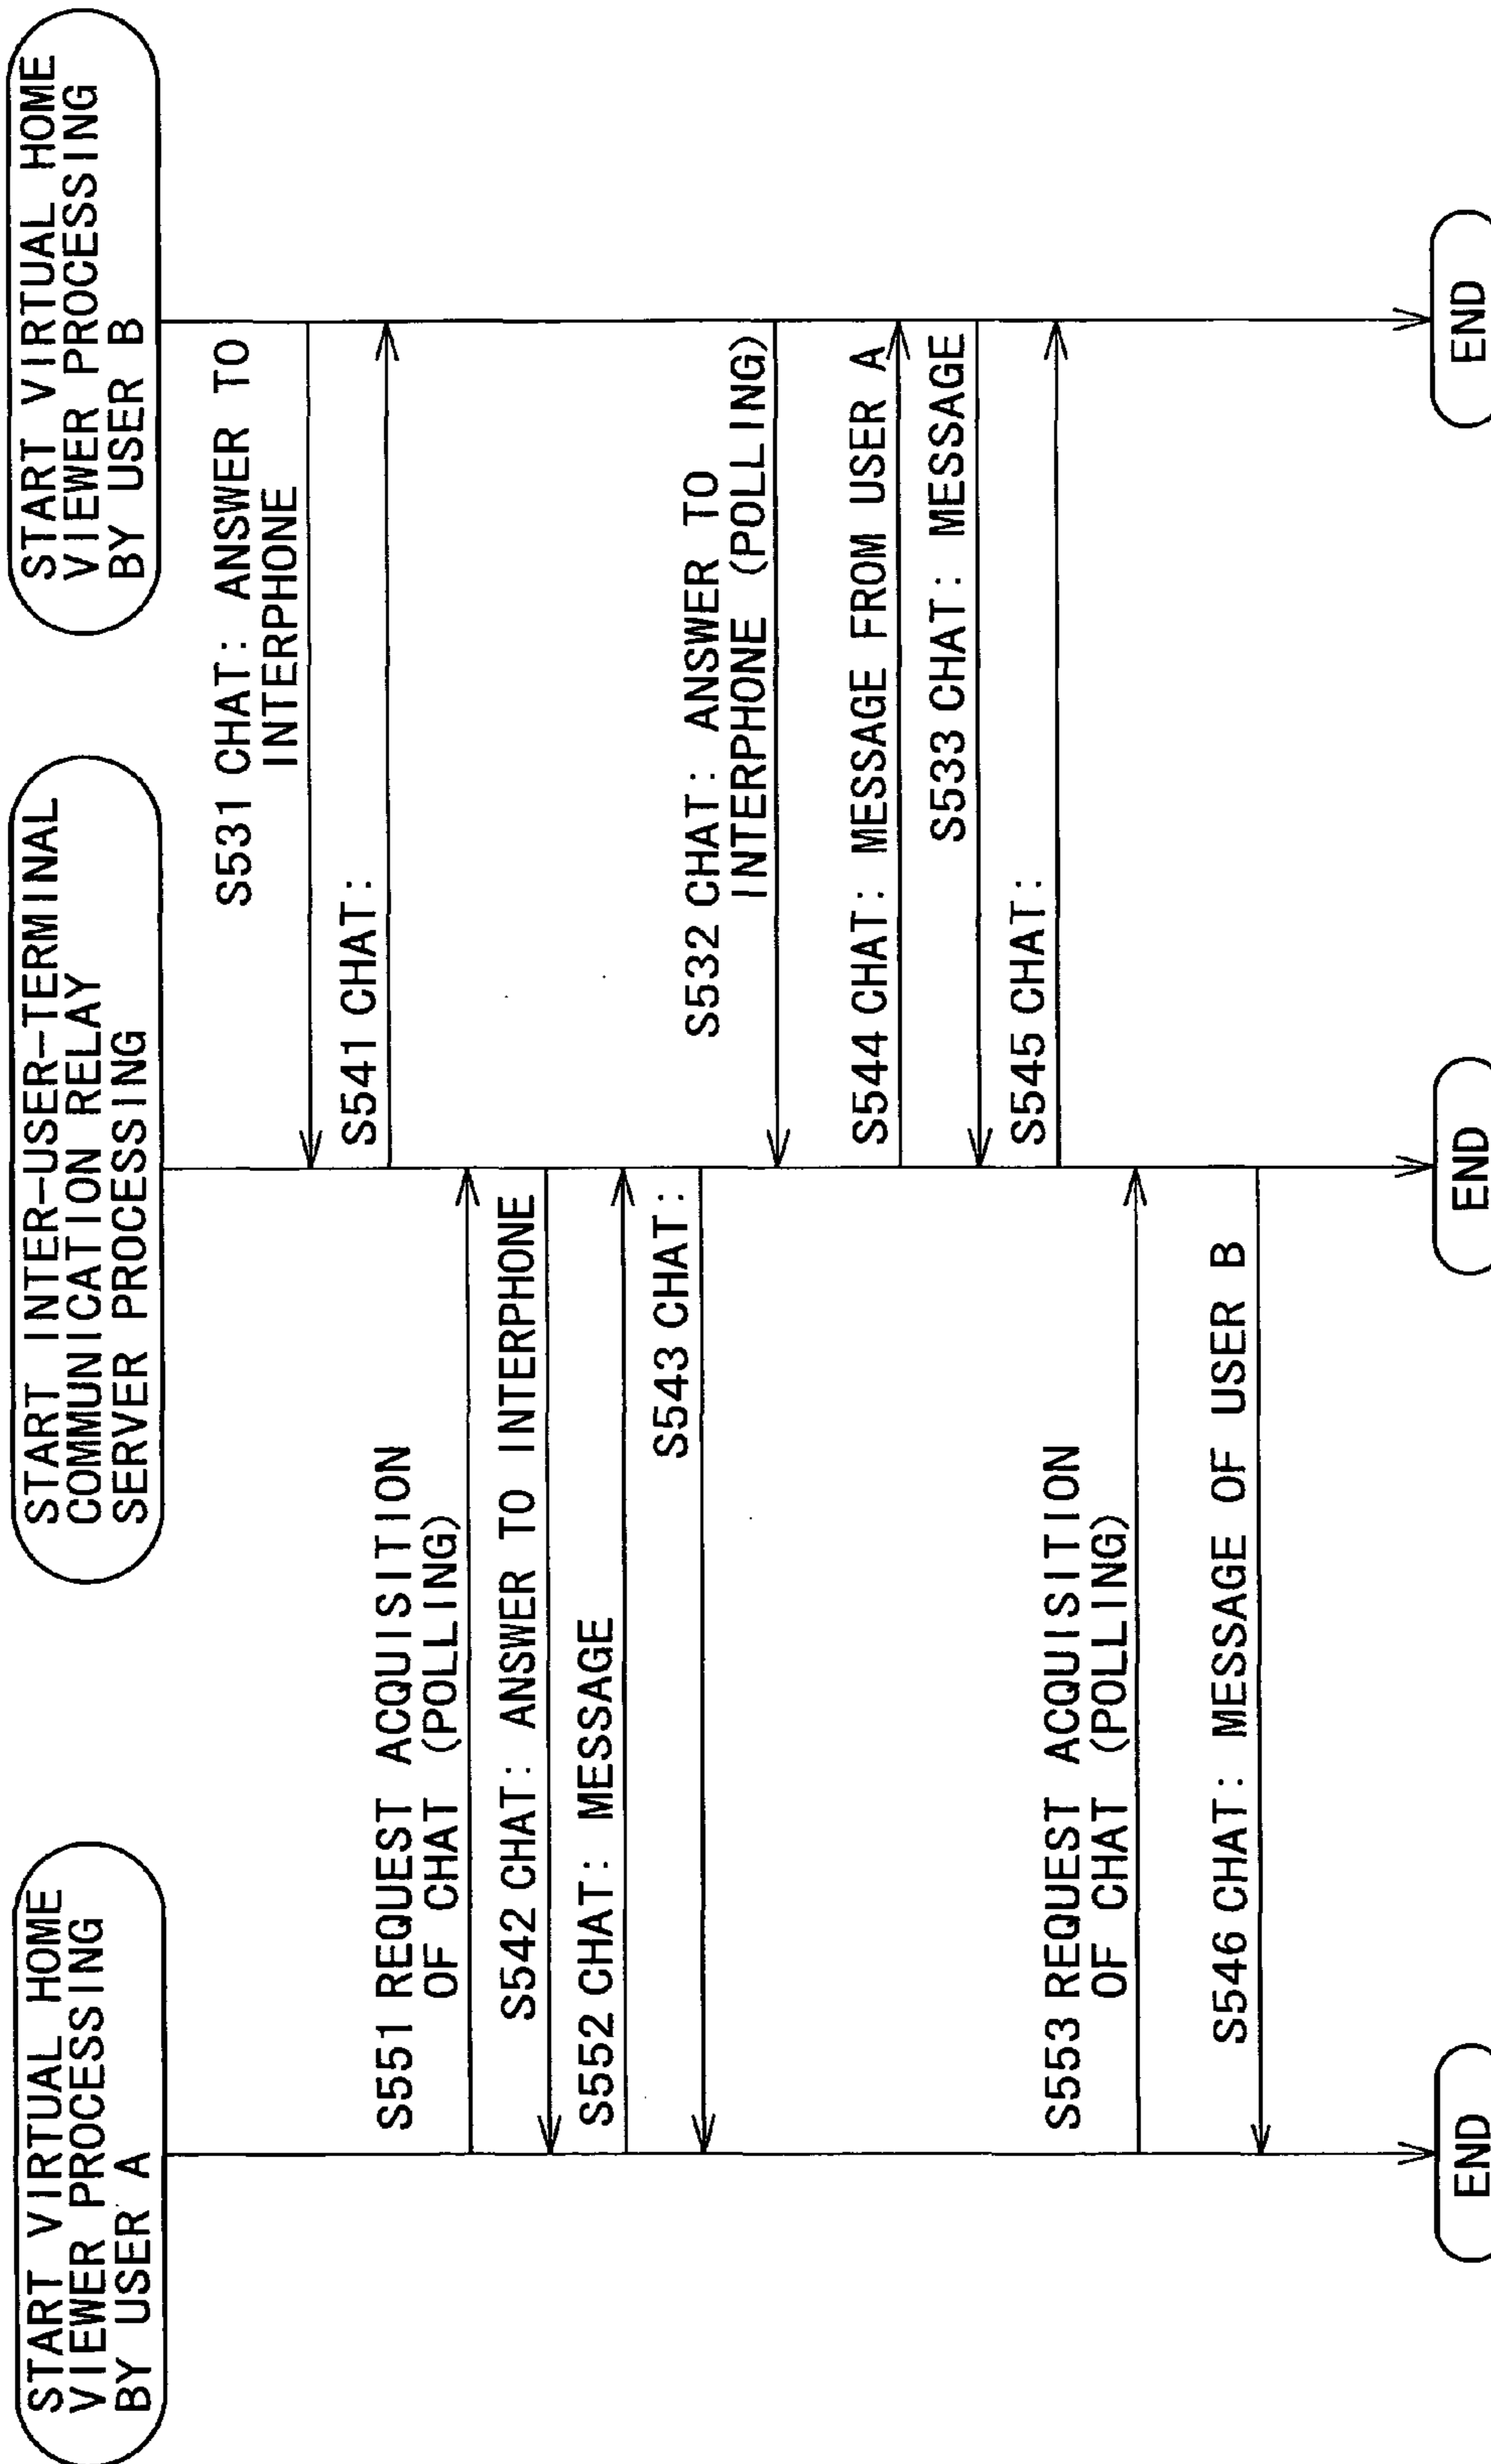 START VIRTUAL HOME
VIEWER PROCESSING
BY USER A
START INTER-USER-TERMINAL
COMMUNICATION RELAY
SERVER PROCESSING
START VIRTUAL HOME
VIEWER PROCESSING
BY USER B
S531 CHAT: ANSWER TO
INTERPHONE
S541 CHAT:
S551 REQUEST ACQUISITION
OF CHAT (POLLING)
S542 CHAT: ANSWER TO INTERPHONE
S552 CHAT: MESSAGE
S543 CHAT:
S532 CHAT: ANSWER TO
INTERPHONE (POLLING)
S544 CHAT: MESSAGE FROM USER A
S533 CHAT: MESSAGE
S545 CHAT:
S553 REQUEST ACQUISITION
OF CHAT (POLLING)
S546 CHAT: MESSAGE OF USER B
END
END
END